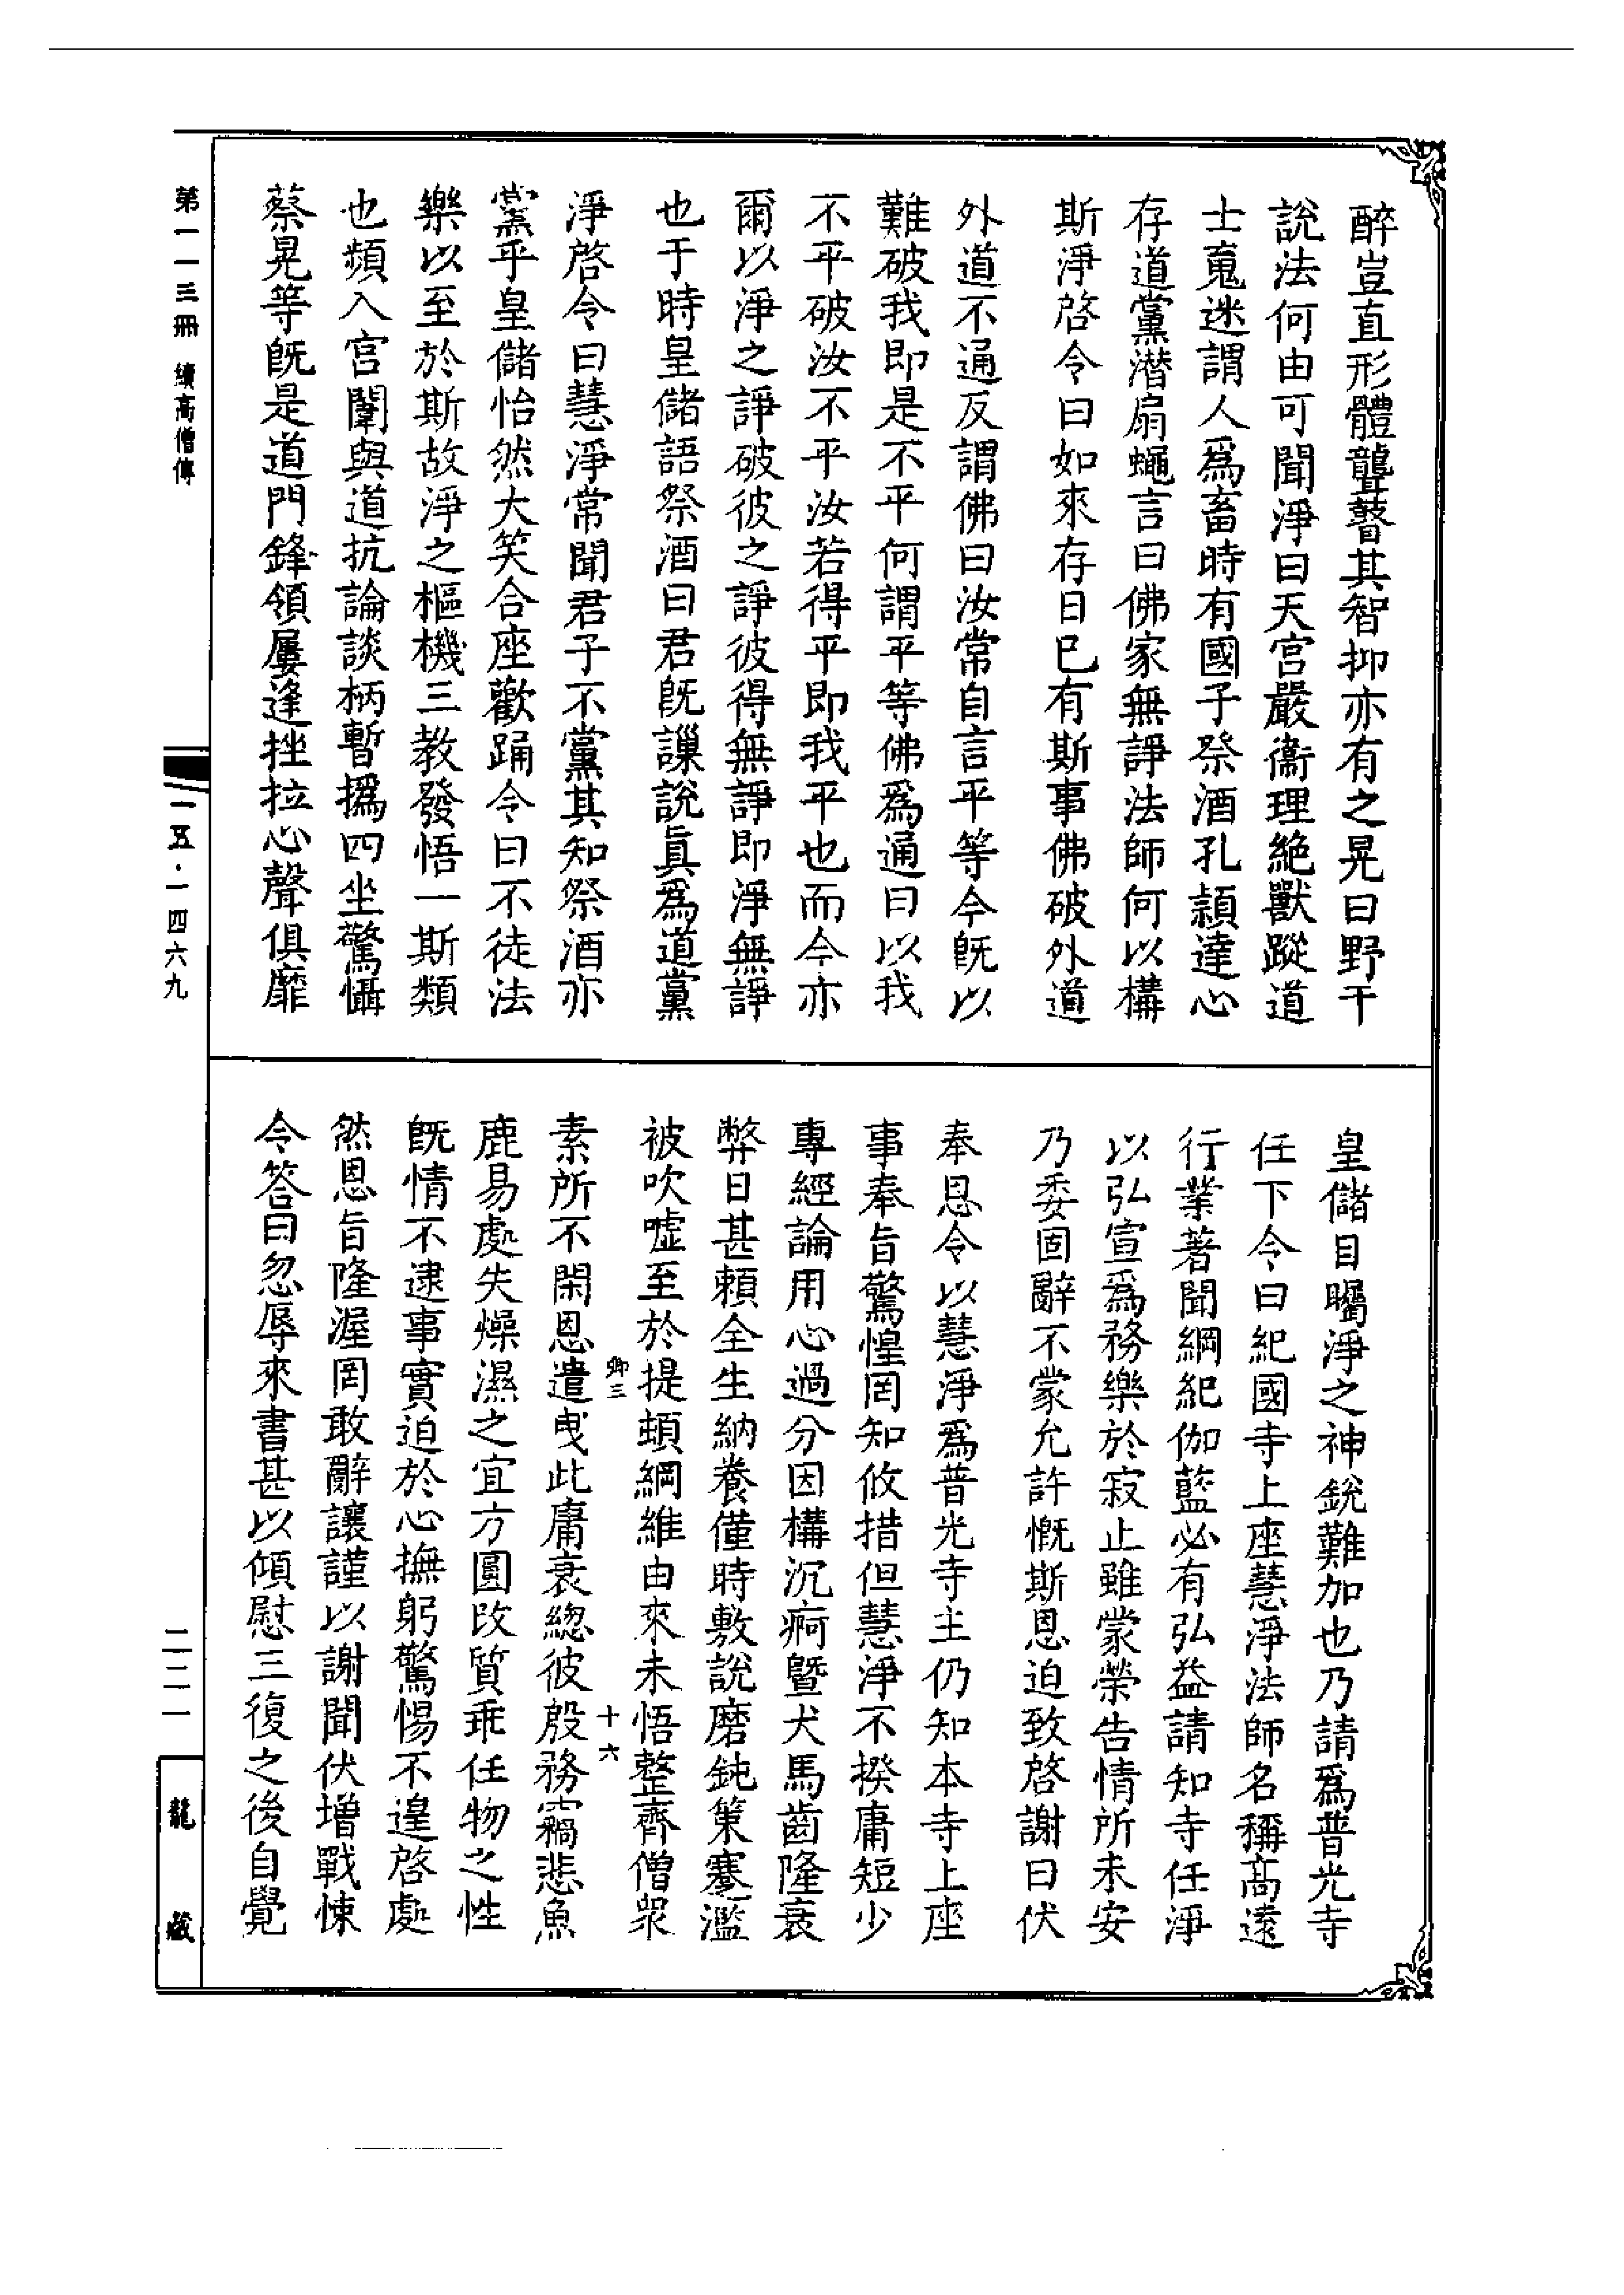 醉豈直形體聾瞽其智抑亦有之晃曰野干
說法何由可聞淨曰天宮嚴衞理絶獸蹤道
士䰟迷謂人爲畜時有國子祭酒孔頴達心
存道黨潛扇蠅言曰佛家無諍法師何以構
斯淨啓令曰如來存日已有斯事佛破外道
外道不通反謂佛曰汝常自言平等今既以
難破我即是不平何謂平等佛爲通曰以我
不平破汝不平汝若得平即我平也而今亦
爾以淨之諍破彼之諍彼得無諍即淨無諍
也于時皇儲語祭酒曰君既謨說眞爲道黨
淨啓令曰慧淨常聞君子不黨其知祭酒亦
黨乎皇儲怡然大笑合座歡踊令曰不徒法
樂以至於斯故淨之樞機三教發悟一斯類
也頻入宮闈與道抗論談柄暫撝四坐驚懾
蔡晃等既是道門鋒領屢逢挫拉心聲俱靡
皇儲目矚淨之神銳難加也乃請爲普光寺
任下令曰紀國寺上座慧淨法師名稱高遠
行業著聞綱紀伽藍必有弘益請知寺任淨
以弘宣爲務樂於寂止雖蒙榮告情所未安
乃委固辭不蒙允許慨斯恩迫致啓謝曰伏
奉恩令以慧淨爲普光寺主仍知本寺上座
事奉旨驚惶罔知攸措但慧淨不揆庸短少
專經論用心過分因構沉痾曁犬馬齒隆衰
弊日甚賴全生納養僅時敷說磨鈍策蹇濫
被吹噓至於提頓綱維由來未悟整齊僧衆
卿三
十六
素所不閑恩遣曳此庸衰總彼殷務竊悲魚
鹿易處失燥濕之宜方圓改質乖任物之性
既情不逮事實迫於心撫躬驚惕不遑啓處
然恩旨隆渥罔敢辭讓謹以謝聞伏增戰悚
令答曰忽辱來書甚以傾慰三復之後自覺
第一一三冊 續高僧傳
一五·一四六九
二二一
龍藏